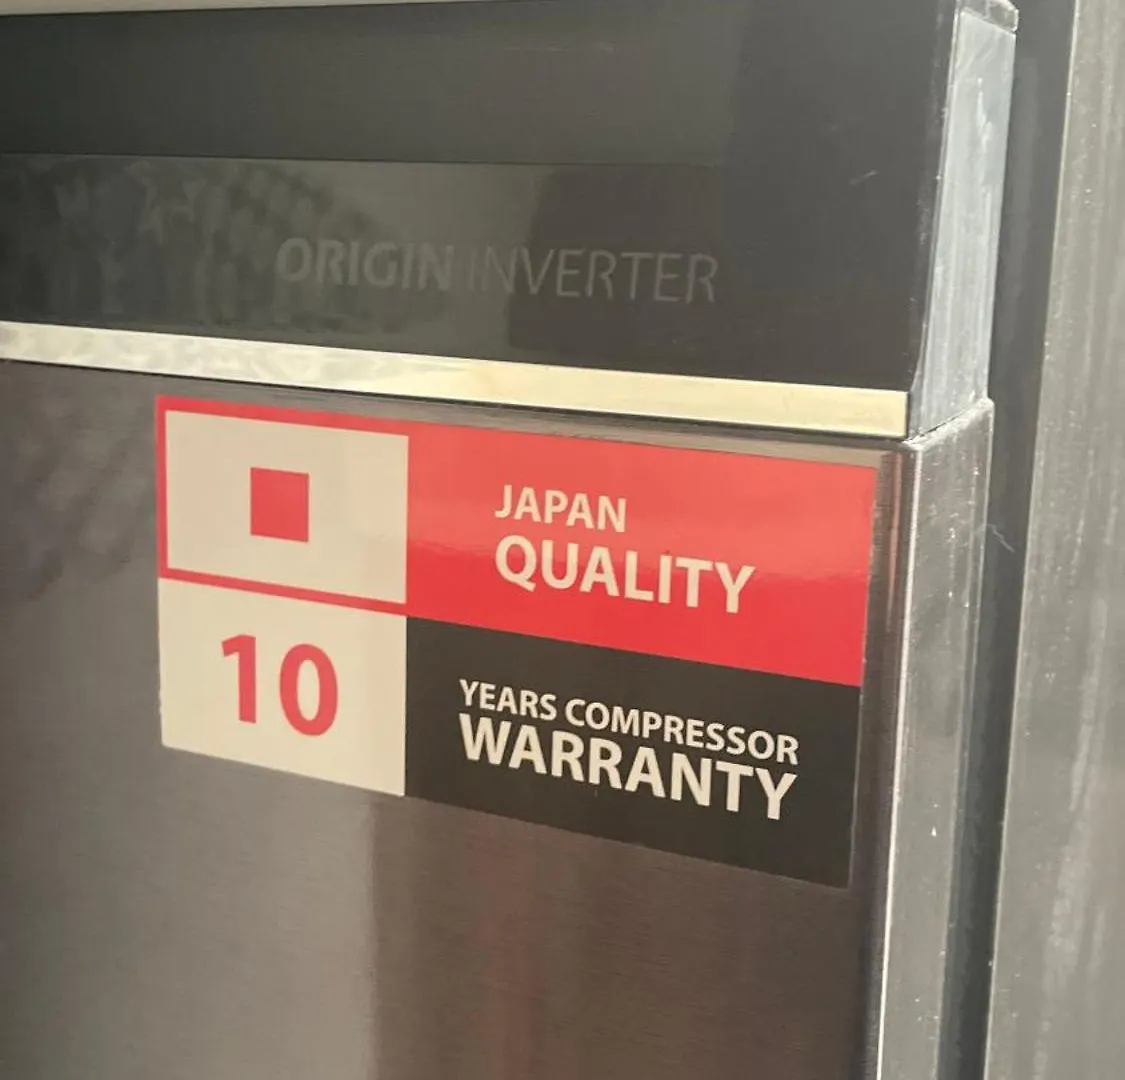 ORIGIN INVERTER
JAPAN
QUALITY
10
YEARS COMPRESSOR
WARRANTY